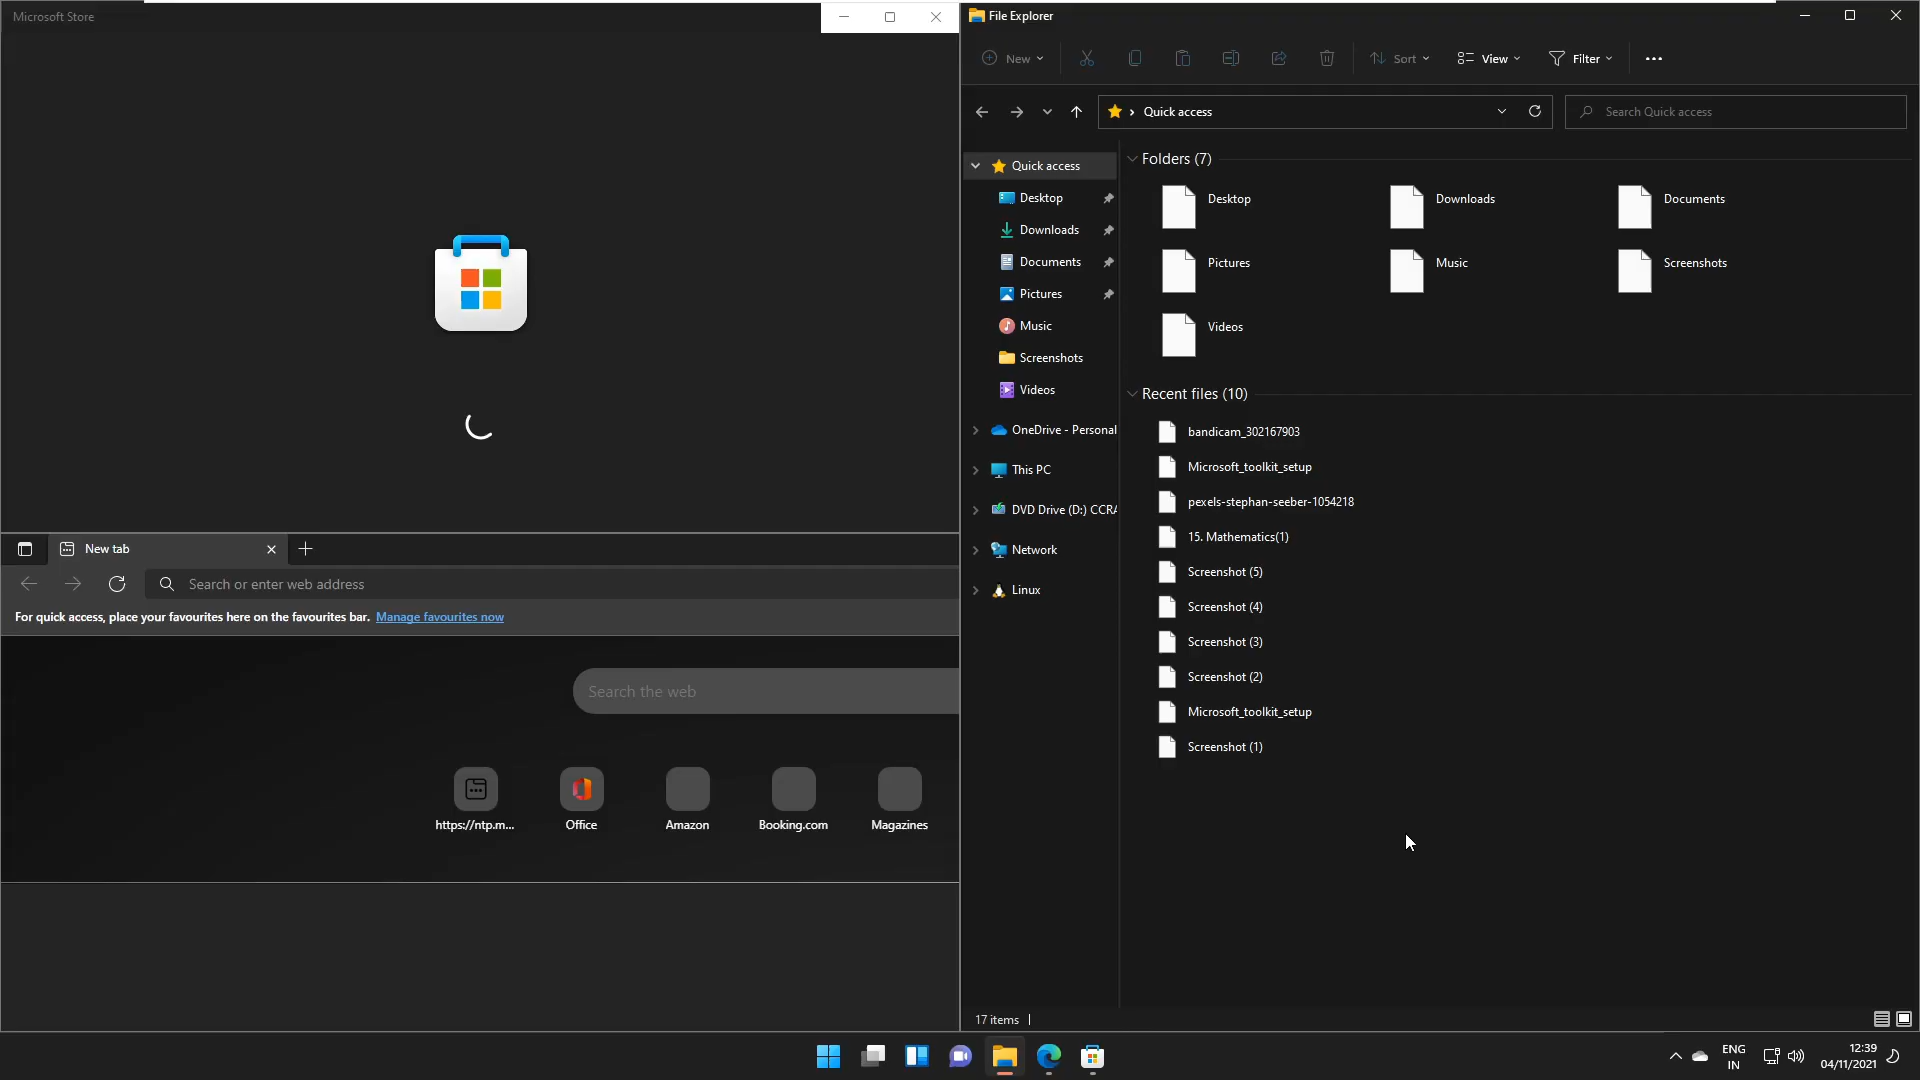 Microsoft Store
File Explorer
New
Sort
View
Filter
Quick access
Search Quick access
Quick access
Desktop
Downloads
Documents
Pictures
Music
Screenshots
Videos
OneDrive - Personal
This PC
DVD Drive (D:) CCRA
Network
Linux
Folders (7)
Desktop
Downloads
Documents
Pictures
Music
Screenshots
Videos
Recent files (10)
bandicam_302167903
Microsoft_toolkit_setup
pexels-stephan-seeber-1054218
15. Mathematics(1)
Screenshot (5)
Screenshot (4)
Screenshot (3)
Screenshot (2)
Microsoft_toolkit_setup
Screenshot (1)
17 items
New tab
Search or enter web address
For quick access, place your favourites here on the favourites bar. Manage favourites now
Search the web
https://ntp.m...
Office
Amazon
Booking.com
Magazines
ENG
IN
12:39
04/11/2021